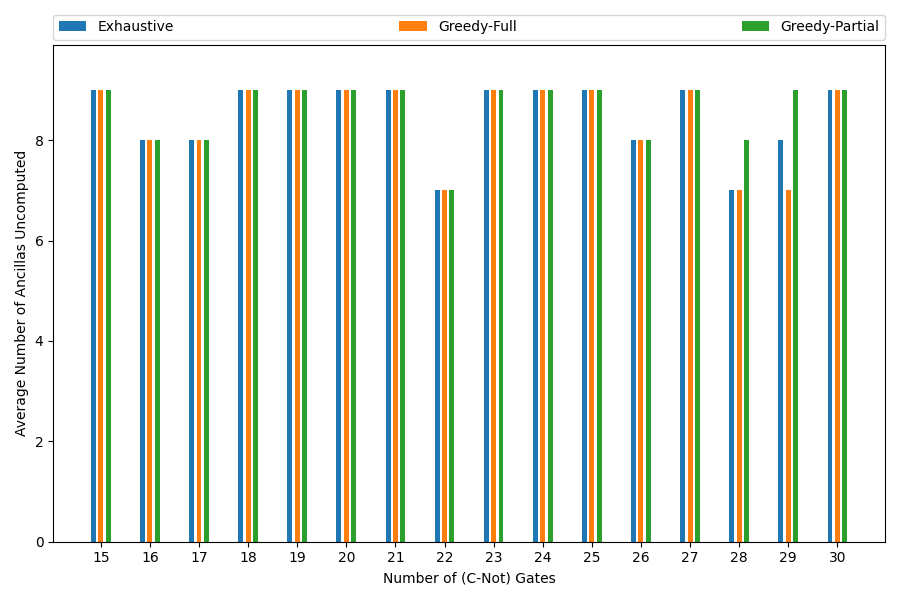 Exhaustive Greedy-Full Greedy-Partial
Average Number of Ancillas Uncomputed
8
6
4
2
0
15 16 17 18 19 20 21 22 23 24 25 26 27 28 29 30
Number of (C-Not) Gates